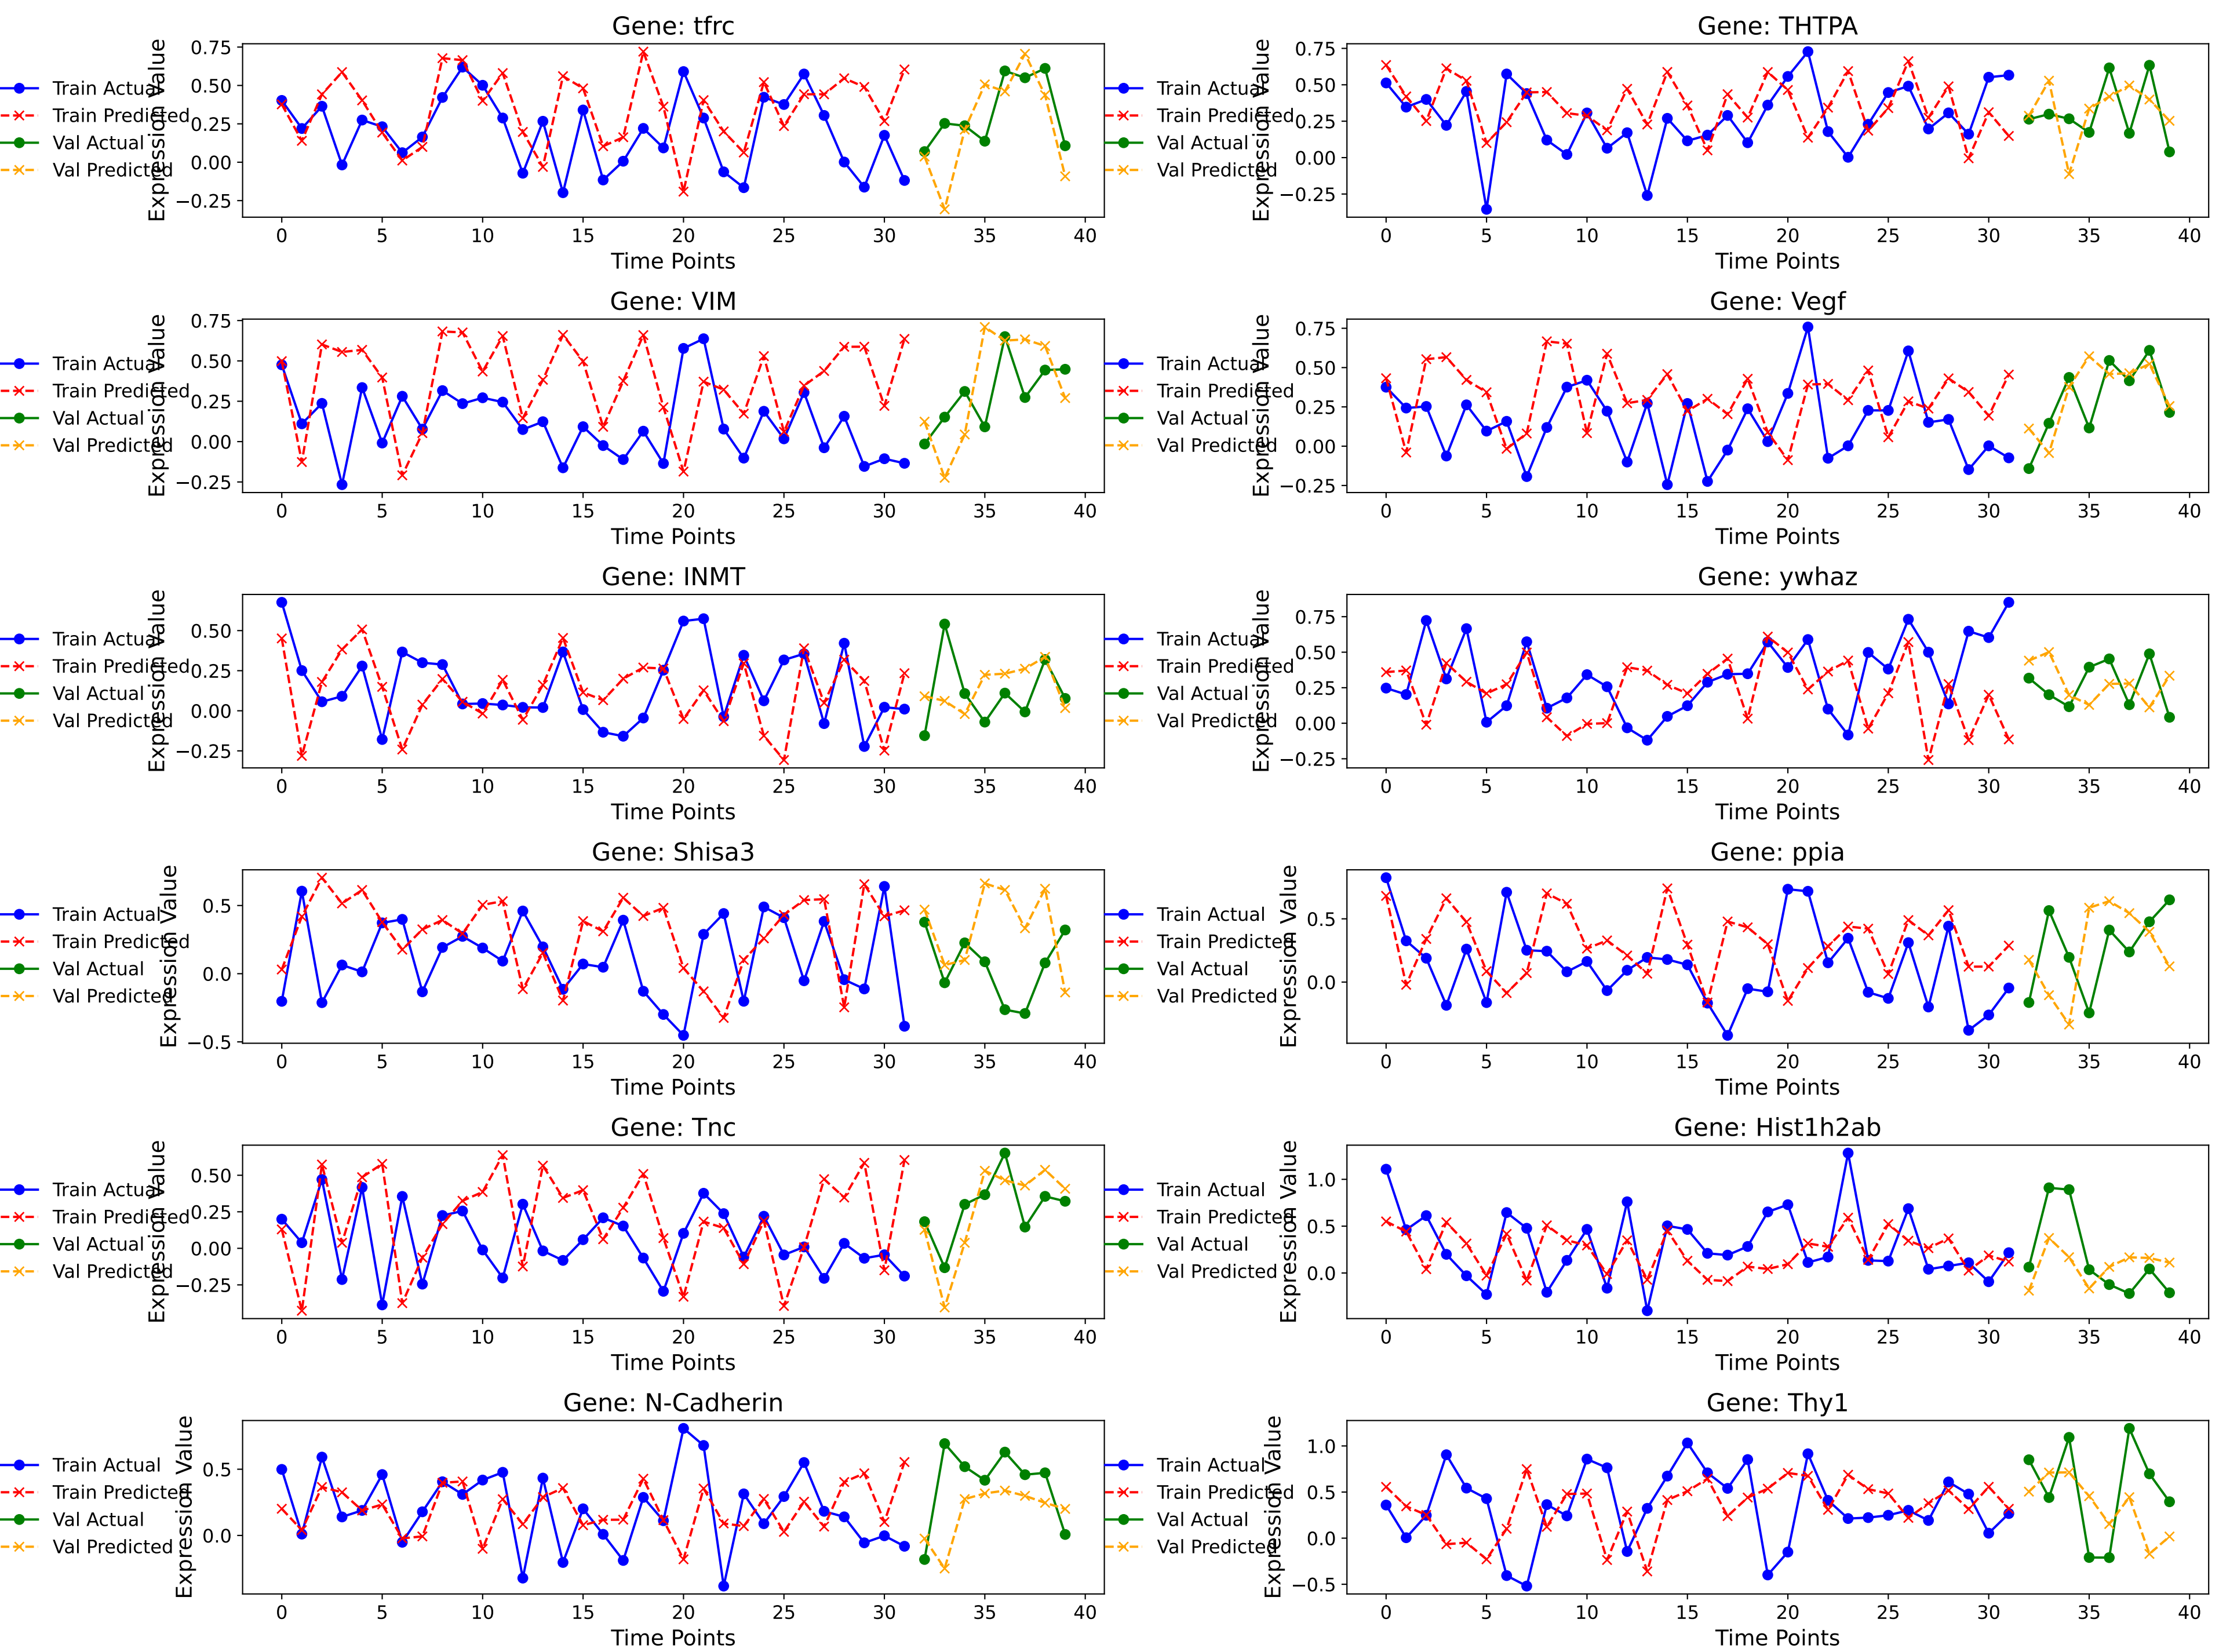 Gene: tfrc
Expression Value
0.75
0.50
0.25
0.00
−0.25
Train Actual
Train Predicted
Val Actual
Val Predicted
0 5 10 15 20 25 30 35 40
Time Points
Gene: THTPA
Expression Value
0.75
0.50
0.25
0.00
−0.25
Train Actual
Train Predicted
Val Actual
Val Predicted
0 5 10 15 20 25 30 35 40
Time Points
Gene: VIM
Expression Value
0.75
0.50
0.25
0.00
−0.25
Train Actual
Train Predicted
Val Actual
Val Predicted
0 5 10 15 20 25 30 35 40
Time Points
Gene: Vegf
Expression Value
0.75
0.50
0.25
0.00
−0.25
Train Actual
Train Predicted
Val Actual
Val Predicted
0 5 10 15 20 25 30 35 40
Time Points
Gene: INMT
Expression Value
0.50
0.25
0.00
−0.25
Train Actual
Train Predicted
Val Actual
Val Predicted
0 5 10 15 20 25 30 35 40
Time Points
Gene: ywhaz
Expression Value
0.75
0.50
0.25
0.00
−0.25
Train Actual
Train Predicted
Val Actual
Val Predicted
0 5 10 15 20 25 30 35 40
Time Points
Gene: Shisa3
Expression Value
0.5
0.0
−0.5
Train Actual
Train Predicted
Val Actual
Val Predicted
0 5 10 15 20 25 30 35 40
Time Points
Gene: ppia
Expression Value
0.5
0.0
Train Actual
Train Predicted
Val Actual
Val Predicted
0 5 10 15 20 25 30 35 40
Time Points
Gene: Tnc
Expression Value
0.50
0.25
0.00
−0.25
Train Actual
Train Predicted
Val Actual
Val Predicted
0 5 10 15 20 25 30 35 40
Time Points
Gene: Hist1h2ab
Expression Value
1.0
0.5
0.0
Train Actual
Train Predicted
Val Actual
Val Predicted
0 5 10 15 20 25 30 35 40
Time Points
Gene: N-Cadherin
Expression Value
0.5
0.0
Train Actual
Train Predicted
Val Actual
Val Predicted
0 5 10 15 20 25 30 35 40
Time Points
Gene: Thy1
Expression Value
1.0
0.5
0.0
−0.5
Train Actual
Train Predicted
Val Actual
Val Predicted
0 5 10 15 20 25 30 35 40
Time Points